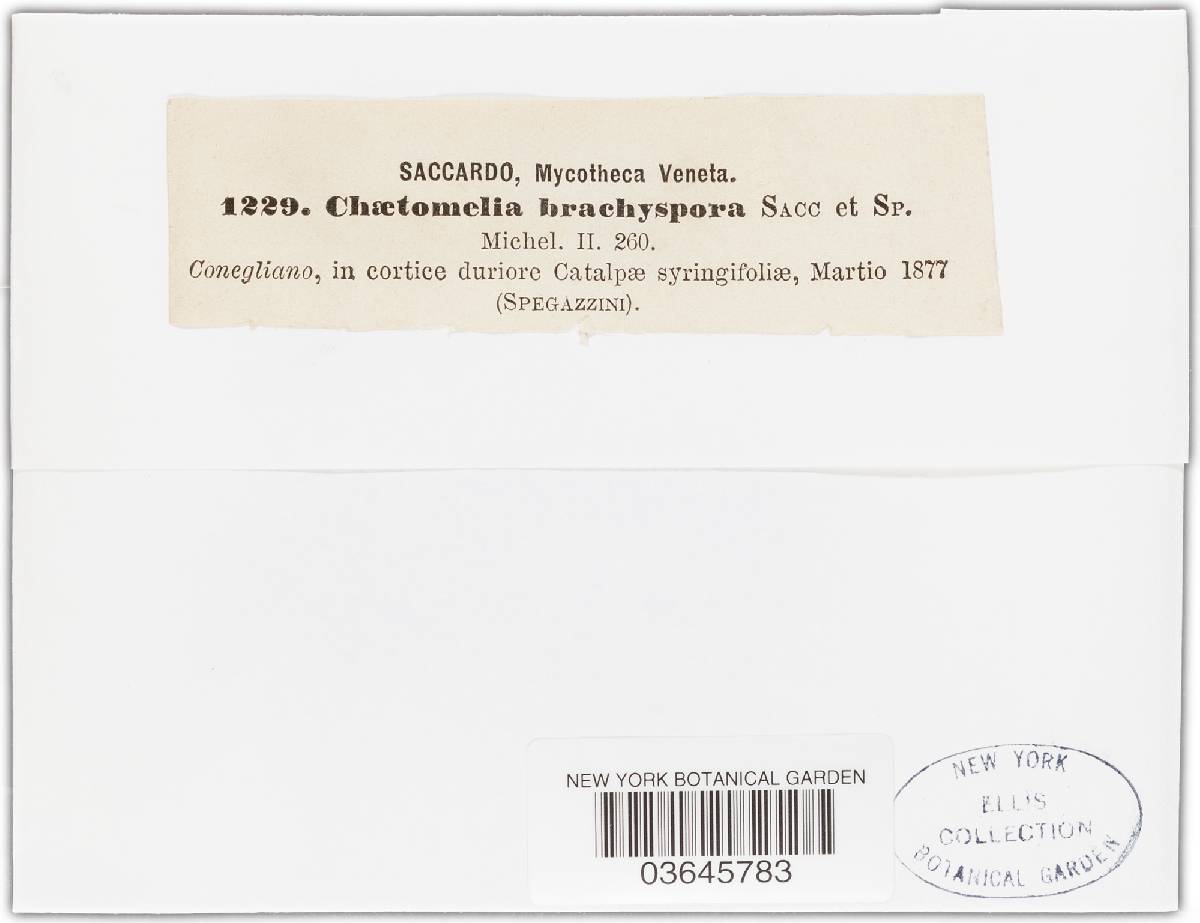 SACCARDO, Mycotheca Veneta.
1229. Chætomelia brachyspora SACC et SP.
Michel. II. 260.
Conegliano, in cortice duriore Catalpæ syringifoliæ, Martio 1877
(SPEGAZZINI).
NEW YORK BOTANICAL GARDEN
03645783
NEW YORK
ELLIS
COLLECTION
BOTANICAL GARDEN